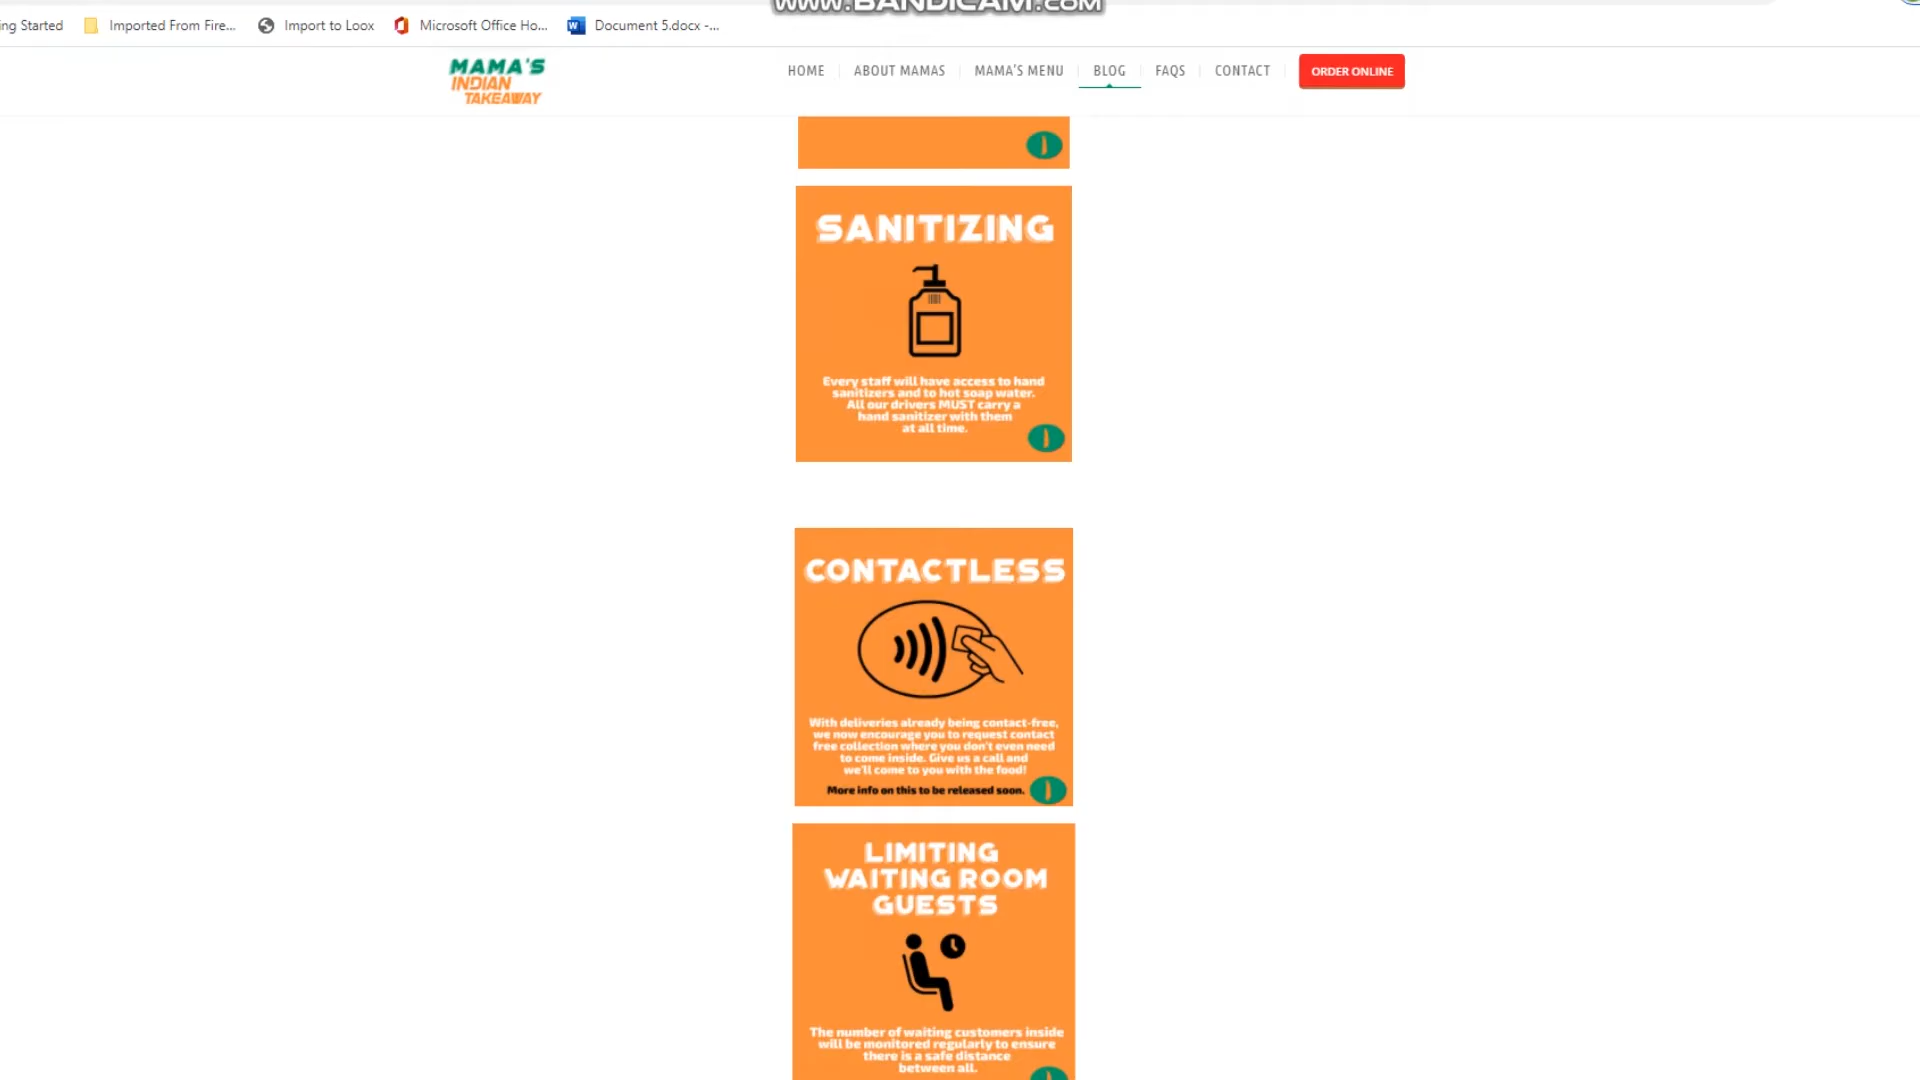 www.BANDICAM.com
ing Started
Imported From Fire...
Import to Loox
Microsoft Office Ho...
Document 5.docx -...
MAMA'S
INDIAN
TAKEAWAY
HOME
ABOUT MAMAS
MAMA'S MENU
BLOG
FAQS
CONTACT
ORDER ONLINE
SANITIZING
Every staff will have access to hand
sanitizers and to hot soap water.
All our drivers MUST carry a
hand sanitizer with them
at all time.
CONTACTLESS
With deliveries already being contact-free,
we now encourage you to request contact
free collection where you don't even need
to come inside. Give us a call and
we'll come to you with the food!
More info on this to be released soon.
LIMITING
WAITING ROOM
GUESTS
The number of waiting customers inside
will be monitored regularly to ensure
there is a safe distance
between all.